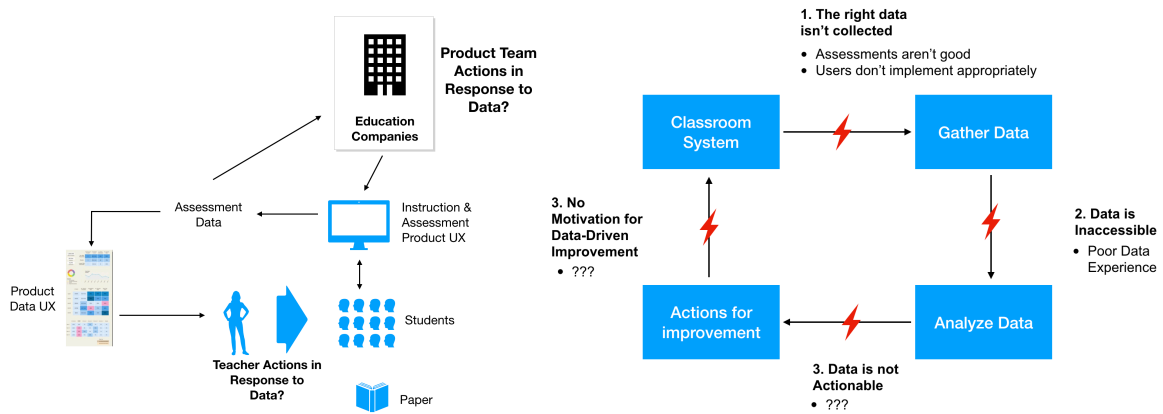 Product Team
Actions in
Response to
Data?
Education
Companies
Assessment
Data
Instruction &
Assessment
Product UX
Product
Data UX
Students
Teacher Actions in
Response to
Data?
Paper
1. The right data
isn’t collected
• Assessments aren’t good
• Users don’t implement appropriately
Classroom
System
Gather Data
3. No
Motivation for
Data-Driven
Improvement
• ???
2. Data is
Inaccessible
• Poor Data
Experience
Actions for
improvement
Analyze Data
3. Data is not
Actionable
• ???